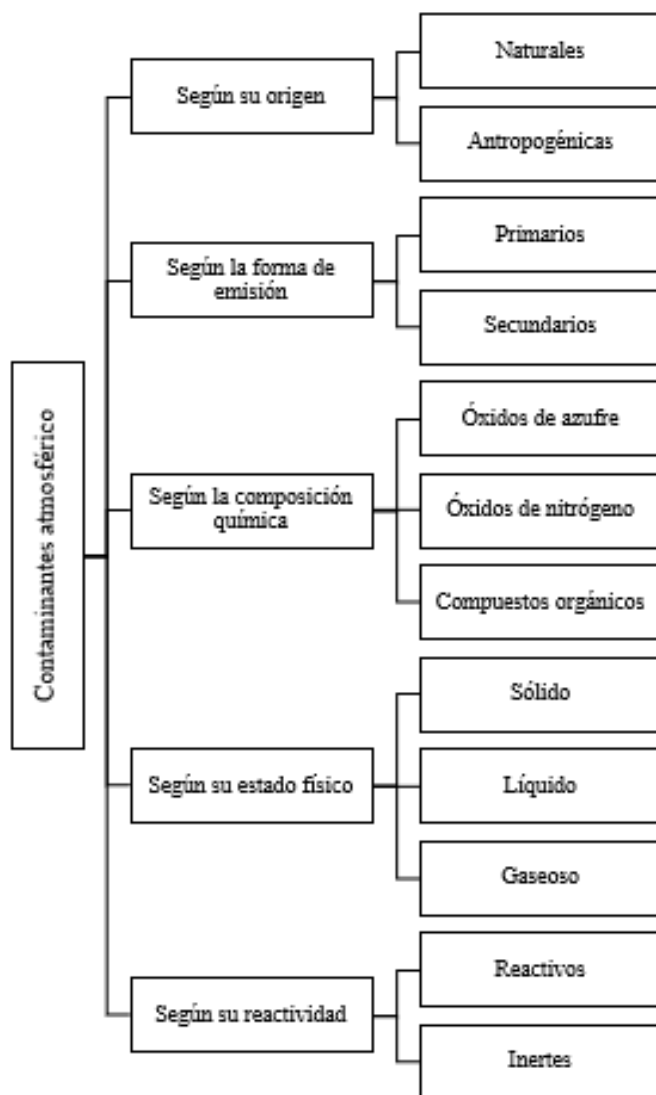 Contaminantes atmosférico
Según su origen
Naturales
Antropogénicas
Según la forma de
emisión
Primarios
Secundarios
Según la composición
química
Óxidos de azufre
Óxidos de nitrógeno
Compuestos orgánicos
Según su estado físico
Sólido
Líquido
Gaseoso
Según su reactividad
Reactivos
Inertes